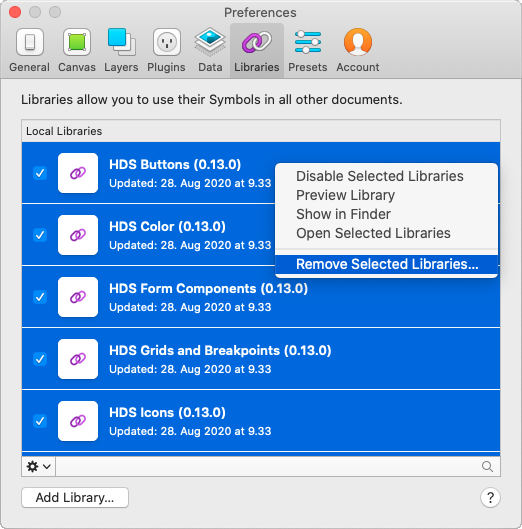 Preferences
General Canvas Layers Plugins Data Libraries Presets Account
Libraries allow you to use their Symbols in all other documents.
Local Libraries
HDS Buttons (0.13.0)
Updated: 28. Aug 2020 at 9.33
HDS Color (0.13.0)
Updated: 28. Aug 2020 at 9.33
HDS Form Components (0.13.0)
Updated: 28. Aug 2020 at 9.33
HDS Grids and Breakpoints (0.13.0)
Updated: 28. Aug 2020 at 9.33
HDS Icons (0.13.0)
Updated: 28. Aug 2020 at 9.33
Disable Selected Libraries
Preview Library
Show in Finder
Open Selected Libraries
Remove Selected Libraries...
Add Library...
?